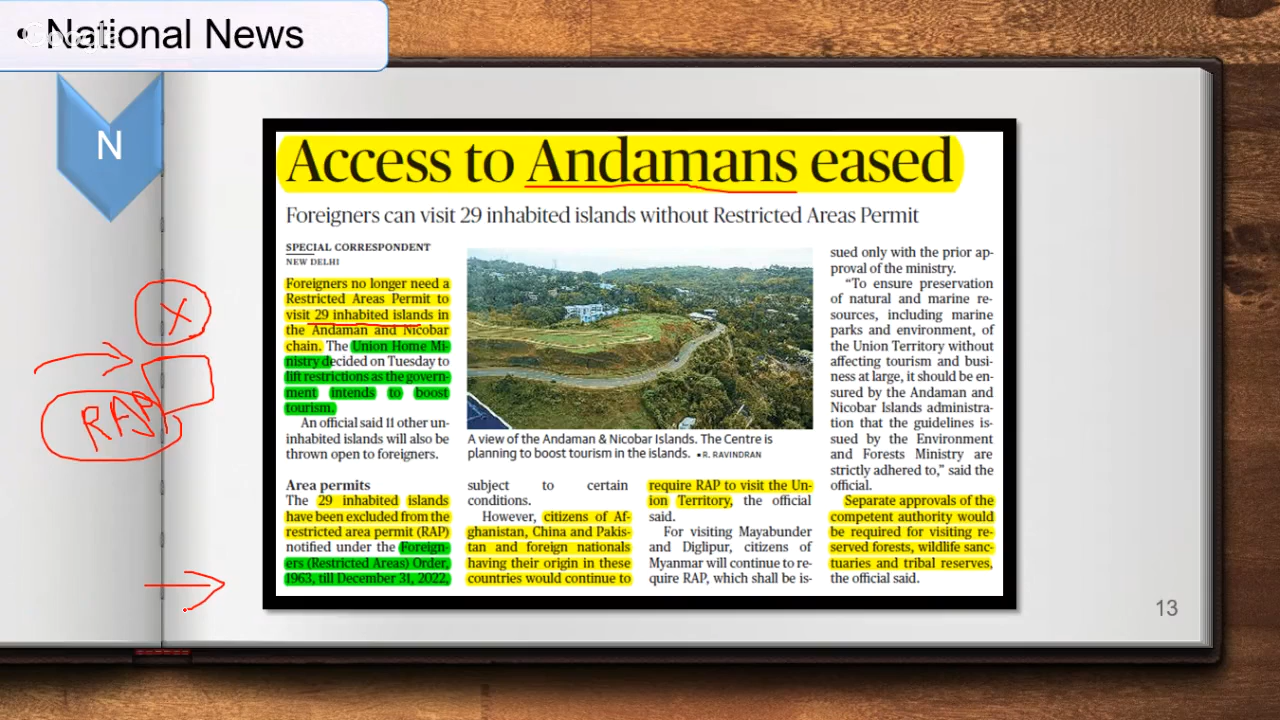 • National News
Google
N
Access to Andamans eased
Foreigners can visit 29 inhabited islands without Restricted Areas Permit
SPECIAL CORRESPONDENT
NEW DELHI
Foreigners no longer need a
Restricted Areas Permit to
visit 29 inhabited islands in
the Andaman and Nicobar
chain. The Union Home Mi-
nistry decided on Tuesday to
lift restrictions as the govern-
ment intends to boost
tourism.
An official said 11 other un-
inhabited islands will also be
thrown open to foreigners.
Area permits
The 29 inhabited islands
have been excluded from the
restricted area permit (RAP)
notified under the Foreign-
ers (Restricted Areas) Order,
1963, till December 31, 2022,
A view of the Andaman & Nicobar Islands. The Centre is
planning to boost tourism in the islands. • R. RAVINDRAN
subject to certain
conditions.
However, citizens of Af-
ghanistan, China and Pakis-
tan and foreign nationals
having their origin in these
countries would continue to
require RAP to visit the Un-
ion Territory, the official
said.
For visiting Mayabunder
and Diglipur, citizens of
Myanmar will continue to re-
quire RAP, which shall be is-
sued only with the prior ap-
proval of the ministry.
“To ensure preservation
of natural and marine re-
sources, including marine
parks and environment, of
the Union Territory without
affecting tourism and busi-
ness at large, it should be en-
sured by the Andaman and
Nicobar Islands administra-
tion that the guidelines is-
sued by the Environment
and Forests Ministry are
strictly adhered to,” said the
official.
Separate approvals of the
competent authority would
be required for visiting re-
served forests, wildlife sanc-
tuaries and tribal reserves,
the official said.
X
RAP
13